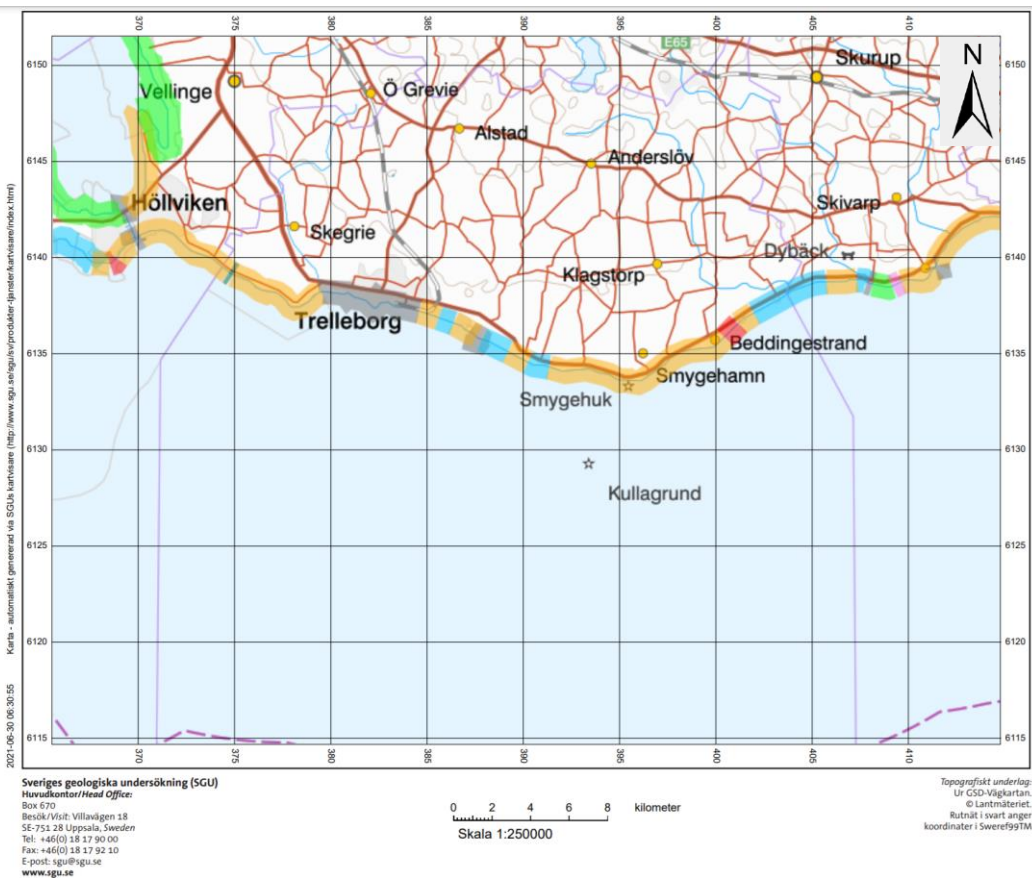 370
375
380
385
390
395
400
405
410
E65
N
6150
Skurup
6150
Vellinge
Ö Grevie
Alstad
6145
Anderslöv
6145
Höllviken
Skivarp
Skegrie
Dybäck
6140
6140
Klagstorp
Trelleborg
Beddingestrand
6135
6135
Smygehamn
Smygehuk
6130
6130
Kullagrund
6125
6125
6120
6120
6115
6115
370
375
380
385
390
395
400
405
410
2021-06-30 06:30:55 Karta - automatiskt genererad via SGUs kartvisare (http://www.sgu.se/sgu/sv/produkter-tjanster/kartvisare/index.html)
Sveriges geologiska undersökning (SGU)
Huvudkontor/Head Office:
Box 670
Besök/Visit: Villavägen 18
SE-751 28 Uppsala, Sweden
Tel: +46(0) 18 17 90 00
Fax: +46(0) 18 17 92 10
E-post: sgu@sgu.se
www.sgu.se
0 2 4 6 8 kilometer
Skala 1:250000
Topografiskt underlag:
Ur GSD-Vägkartan.
© Lantmäteriet.
Rutnät i svart anger
koordinater i Sweref99TM